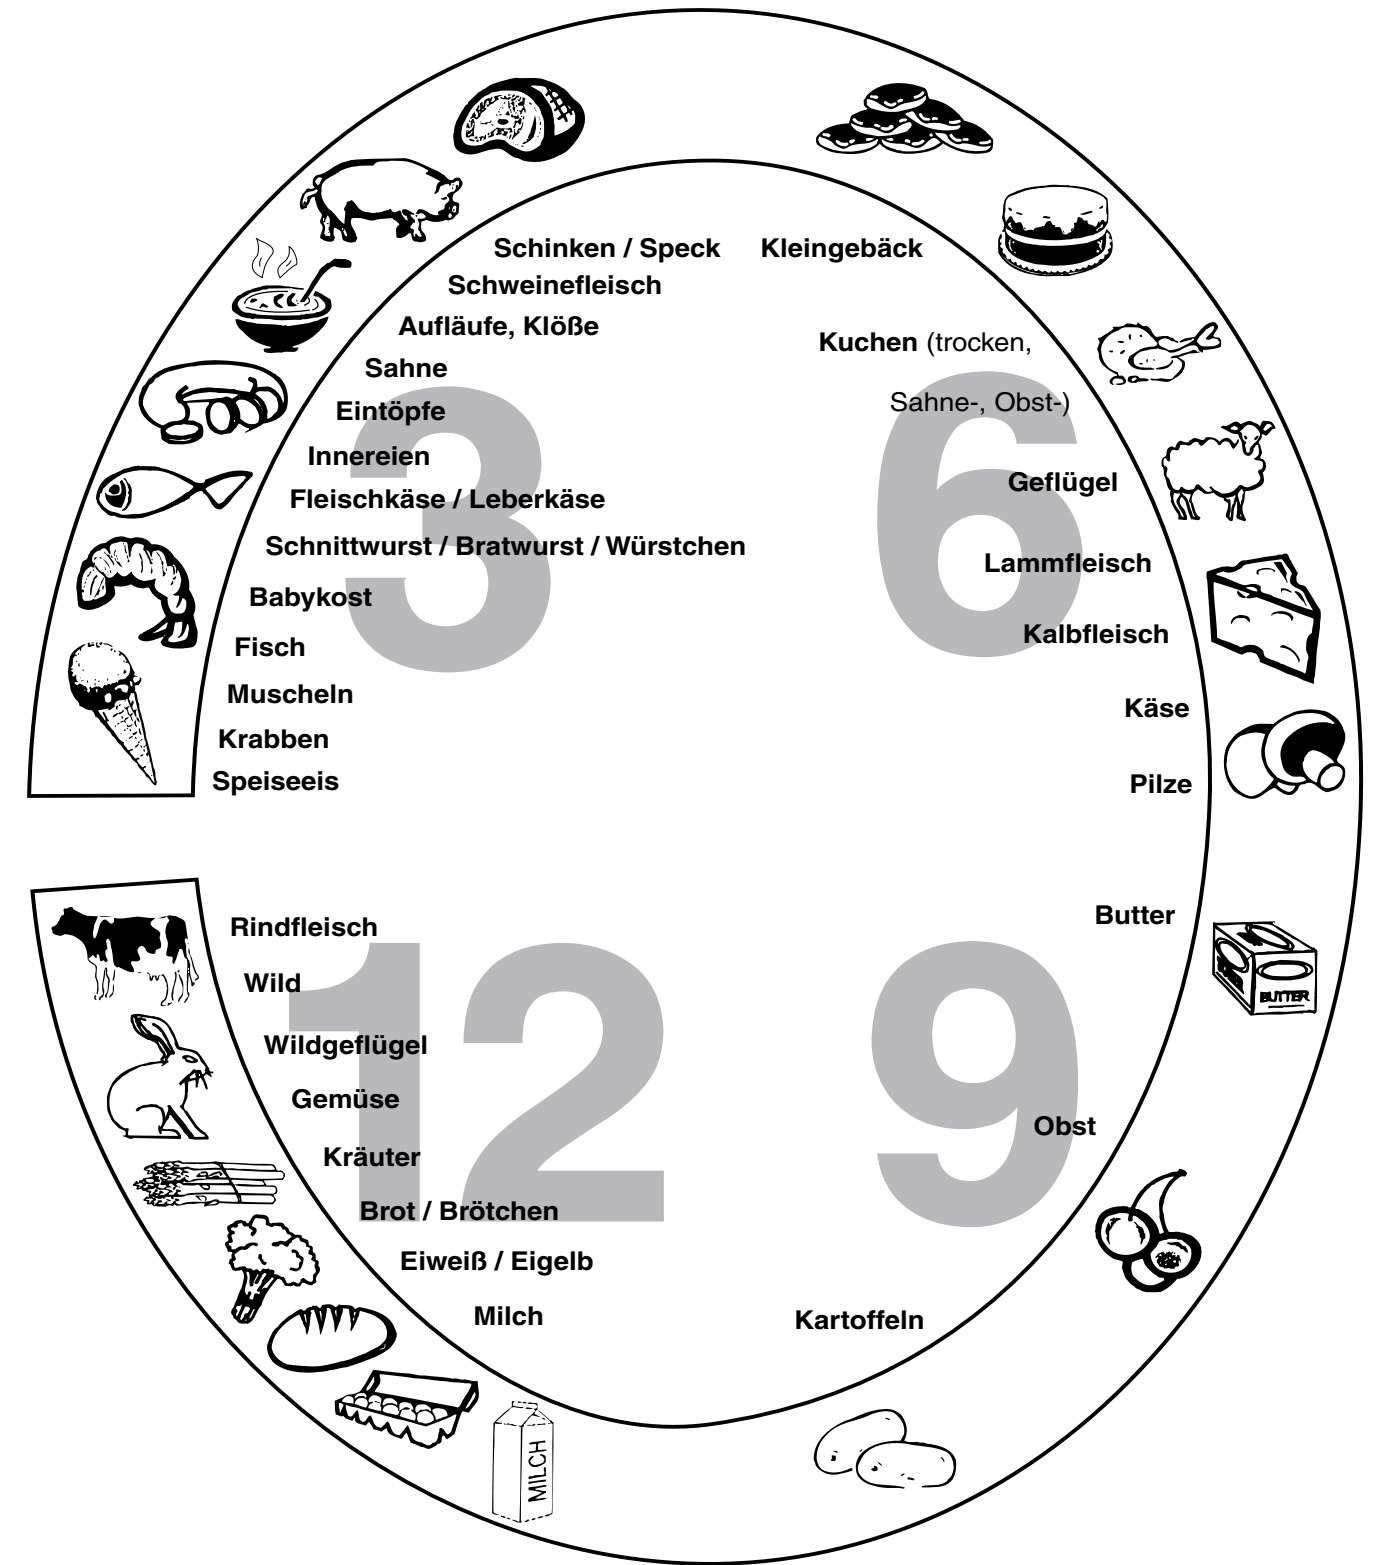 Schinken / Speck
Schweinefleisch
Aufläufe, Klöße
Sahne
Eintöpfe
Innereien
Fleischkäse / Leberkäse
Schnittwurst / Bratwurst / Würstchen
Babykost
Fisch
Muscheln
Krabben
Speiseeis
3
Kleingebäck
Kuchen (trocken,
Sahne-, Obst-)
Geflügel
Lammfleisch
Kalbfleisch
Käse
Pilze
6
Rindfleisch
Wild
Wildgeflügel
Gemüse
Kräuter
Brot / Brötchen
Eiweiß / Eigelb
Milch
12
MILCH
Butter
BUTTER
Obst
Kartoffeln
9